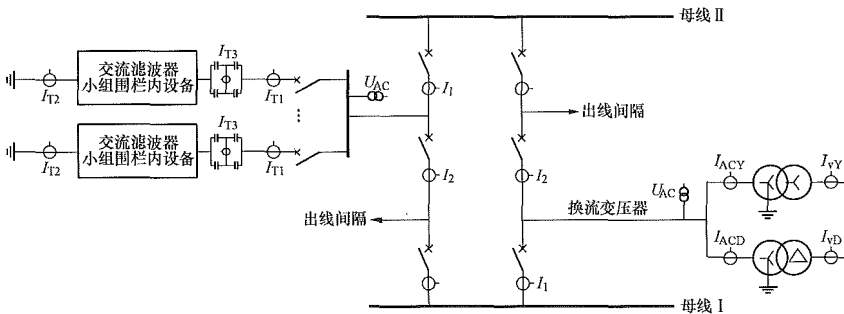 母线Ⅱ
I_T3
I_T2
交流滤波器
小组围栏内设备
I_T1
U_AC
I_1
出线间隔
I_T3
I_T2
交流滤波器
小组围栏内设备
I_T1
I_2
I_2
出线间隔
换流变压器
U_AC
I_ACY
I_vY
I_ACD
I_vD
I_1
母线Ⅰ